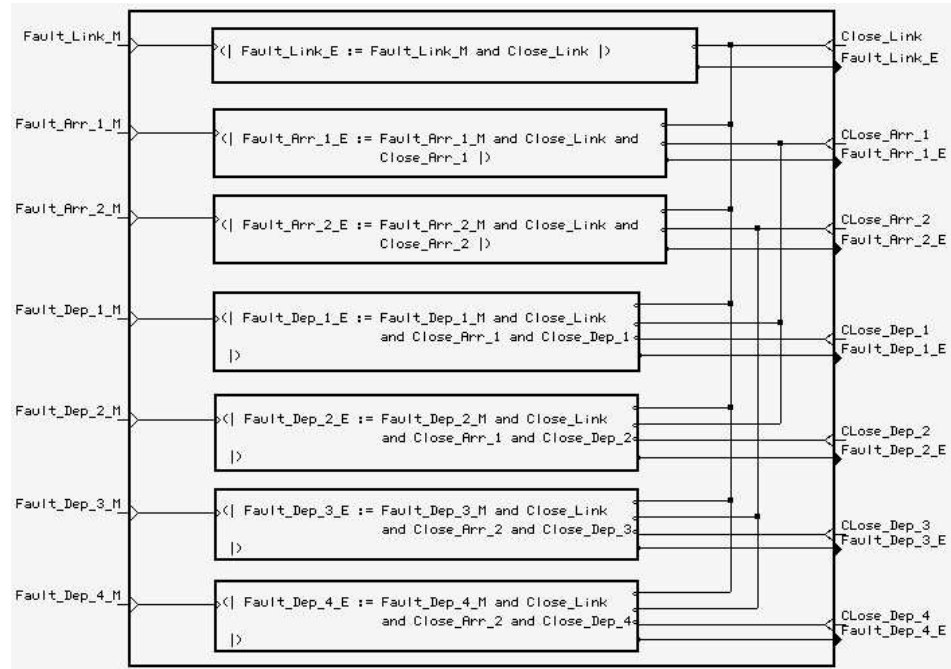 Fault_Link_M
(| Fault_Link_E := Fault_Link_M and Close_Link |)
Close_Link
Fault_Link_E
Fault_Arr_1_M
(| Fault_Arr_1_E := Fault_Arr_1_M and Close_Link and
Close_Arr_1 |)
CLose_Arr_1
Fault_Arr_1_E
Fault_Arr_2_M
(| Fault_Arr_2_E := Fault_Arr_2_M and Close_Link and
Close_Arr_2 |)
CLose_Arr_2
Fault_Arr_2_E
Fault_Dep_1_M
(| Fault_Dep_1_E := Fault_Dep_1_M and Close_Link
and Close_Arr_1 and Close_Dep_1
|)
CLose_Dep_1
Fault_Dep_1_E
Fault_Dep_2_M
(| Fault_Dep_2_E := Fault_Dep_2_M and Close_Link
and Close_Arr_1 and Close_Dep_2
|)
CLose_Dep_2
Fault_Dep_2_E
Fault_Dep_3_M
(| Fault_Dep_3_E := Fault_Dep_3_M and Close_Link
and Close_Arr_2 and Close_Dep_3
|)
CLose_Dep_3
Fault_Dep_3_E
Fault_Dep_4_M
(| Fault_Dep_4_E := Fault_Dep_4_M and Close_Link
and Close_Arr_2 and Close_Dep_4
|)
CLose_Dep_4
Fault_Dep_4_E